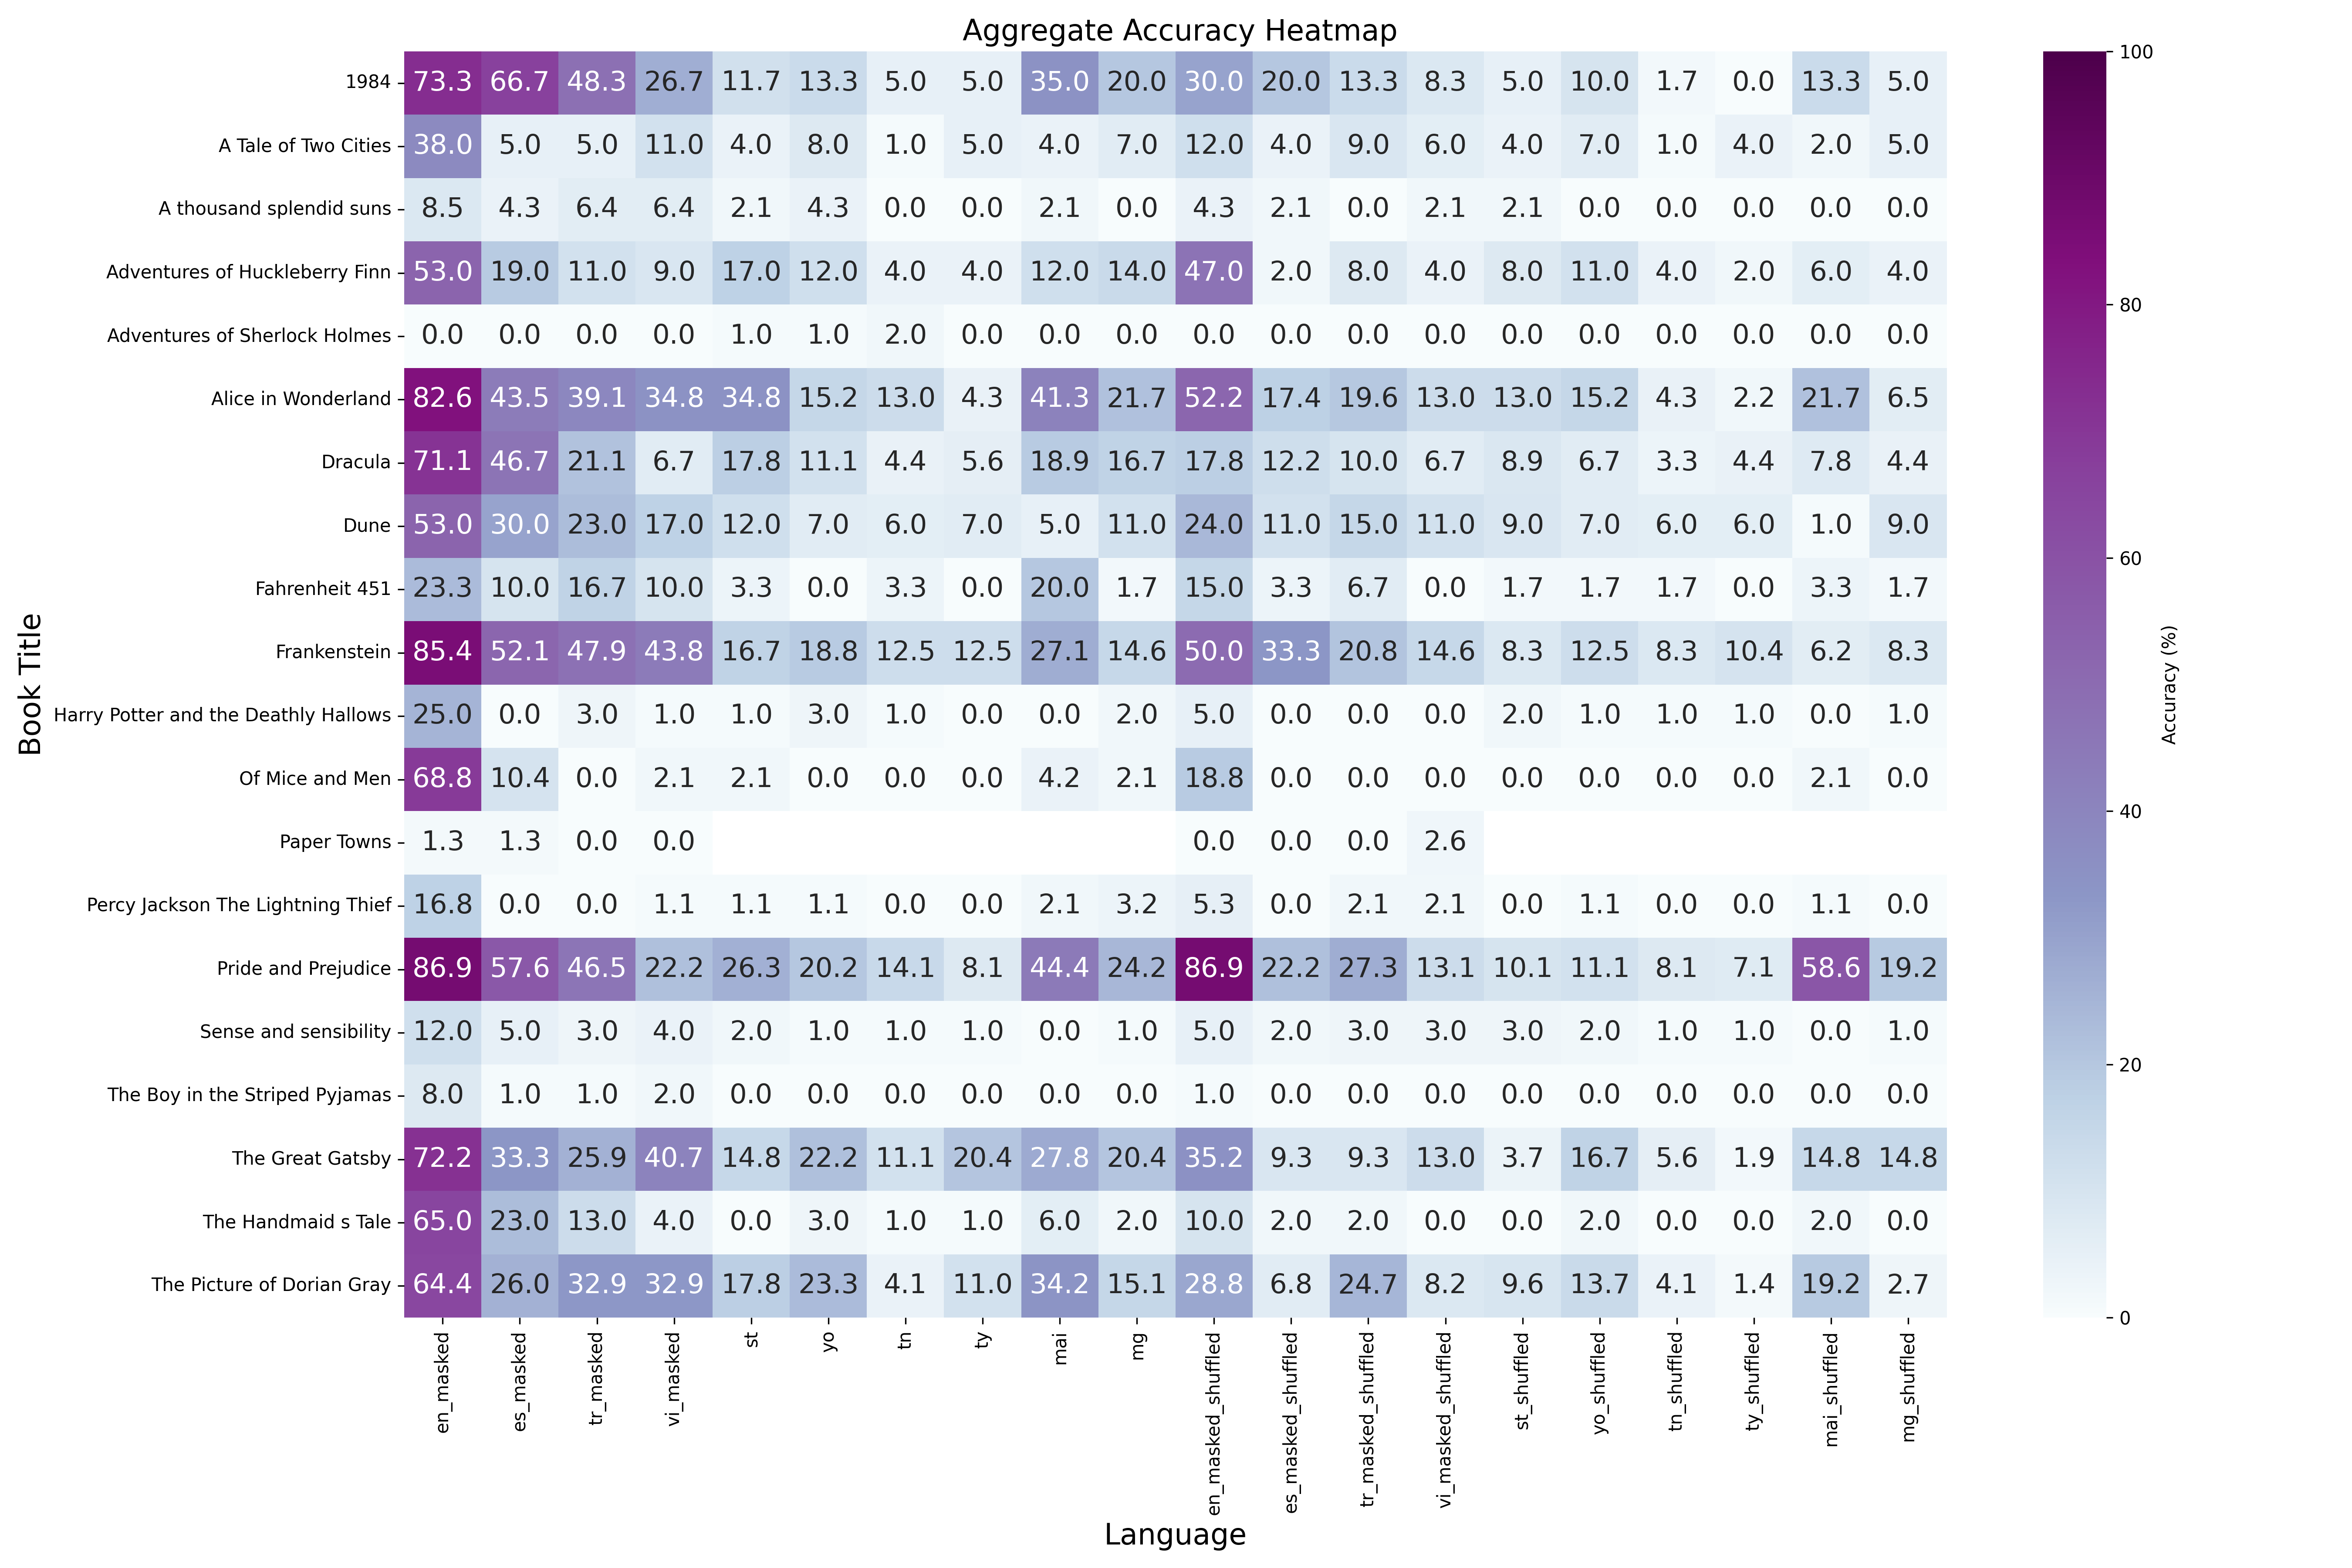 Aggregate Accuracy Heatmap
1984 73.3 66.7 48.3 26.7 11.7 13.3 5.0 5.0 35.0 20.0 30.0 20.0 13.3 8.3 5.0 10.0 1.7 0.0 13.3 5.0
A Tale of Two Cities 38.0 5.0 5.0 11.0 4.0 8.0 1.0 5.0 4.0 7.0 12.0 4.0 9.0 6.0 4.0 7.0 1.0 4.0 2.0 5.0
A thousand splendid suns 8.5 4.3 6.4 6.4 2.1 4.3 0.0 0.0 2.1 0.0 4.3 2.1 0.0 2.1 2.1 0.0 0.0 0.0 0.0 0.0
Adventures of Huckleberry Finn 53.0 19.0 11.0 9.0 17.0 12.0 4.0 4.0 12.0 14.0 47.0 2.0 8.0 4.0 8.0 11.0 4.0 2.0 6.0 4.0
Adventures of Sherlock Holmes 0.0 0.0 0.0 0.0 1.0 1.0 2.0 0.0 0.0 0.0 0.0 0.0 0.0 0.0 0.0 0.0 0.0 0.0 0.0 0.0
Alice in Wonderland 82.6 43.5 39.1 34.8 34.8 15.2 13.0 4.3 41.3 21.7 52.2 17.4 19.6 13.0 13.0 15.2 4.3 2.2 21.7 6.5
Dracula 71.1 46.7 21.1 6.7 17.8 11.1 4.4 5.6 18.9 16.7 17.8 12.2 10.0 6.7 8.9 6.7 3.3 4.4 7.8 4.4
Dune 53.0 30.0 23.0 17.0 12.0 7.0 6.0 7.0 5.0 11.0 24.0 11.0 15.0 11.0 9.0 7.0 6.0 6.0 1.0 9.0
Fahrenheit 451 23.3 10.0 16.7 10.0 3.3 0.0 3.3 0.0 20.0 1.7 15.0 3.3 6.7 0.0 1.7 1.7 1.7 0.0 3.3 1.7
Frankenstein 85.4 52.1 47.9 43.8 16.7 18.8 12.5 12.5 27.1 14.6 50.0 33.3 20.8 14.6 8.3 12.5 8.3 10.4 6.2 8.3
Harry Potter and the Deathly Hallows 25.0 0.0 3.0 1.0 1.0 3.0 1.0 0.0 0.0 2.0 5.0 0.0 0.0 0.0 2.0 1.0 1.0 1.0 0.0 1.0
Of Mice and Men 68.8 10.4 0.0 2.1 2.1 0.0 0.0 0.0 4.2 2.1 18.8 0.0 0.0 0.0 0.0 0.0 0.0 0.0 2.1 0.0
Paper Towns 1.3 1.3 0.0 0.0 0.0 0.0 0.0 2.6
Percy Jackson The Lightning Thief 16.8 0.0 0.0 1.1 1.1 1.1 0.0 0.0 2.1 3.2 5.3 0.0 2.1 2.1 0.0 1.1 0.0 0.0 1.1 0.0
Pride and Prejudice 86.9 57.6 46.5 22.2 26.3 20.2 14.1 8.1 44.4 24.2 86.9 22.2 27.3 13.1 10.1 11.1 8.1 7.1 58.6 19.2
Sense and sensibility 12.0 5.0 3.0 4.0 2.0 1.0 1.0 1.0 0.0 1.0 5.0 2.0 3.0 3.0 3.0 2.0 1.0 1.0 0.0 1.0
The Boy in the Striped Pyjamas 8.0 1.0 1.0 2.0 0.0 0.0 0.0 0.0 0.0 0.0 1.0 0.0 0.0 0.0 0.0 0.0 0.0 0.0 0.0 0.0
The Great Gatsby 72.2 33.3 25.9 40.7 14.8 22.2 11.1 20.4 27.8 20.4 35.2 9.3 9.3 13.0 3.7 16.7 5.6 1.9 14.8 14.8
The Handmaid s Tale 65.0 23.0 13.0 4.0 0.0 3.0 1.0 1.0 6.0 2.0 10.0 2.0 2.0 0.0 0.0 2.0 0.0 0.0 2.0 0.0
The Picture of Dorian Gray 64.4 26.0 32.9 32.9 17.8 23.3 4.1 11.0 34.2 15.1 28.8 6.8 24.7 8.2 9.6 13.7 4.1 1.4 19.2 2.7
en_masked es_masked tr_masked vi_masked st yo tn ty mai mg en_masked_shuffled es_masked_shuffled tr_masked_shuffled vi_masked_shuffled st_shuffled yo_shuffled tn_shuffled ty_shuffled mai_shuffled mg_shuffled
Language
Book Title
100
80
60
40
20
0
Accuracy (%)